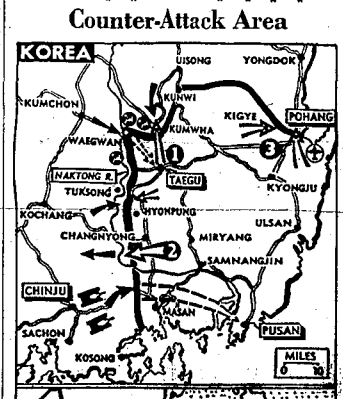 Counter-Attack Area
KOREA
UISONG
YONGDOK
KUMCHON
KUNWI
KIGYE
POHANG
KUMWHA
WAEGWAN
1
3
NAKTONG R.
TAEGU
TUKSONG
KYONGJU
KOCHANG
HYONPUNG
ULSAN
CHANGNYONG
MIRYANG
2
SAMNANGJIN
CHINJU
MASAN
SACHON
PUSAN
KOSONG
MILES
0 10